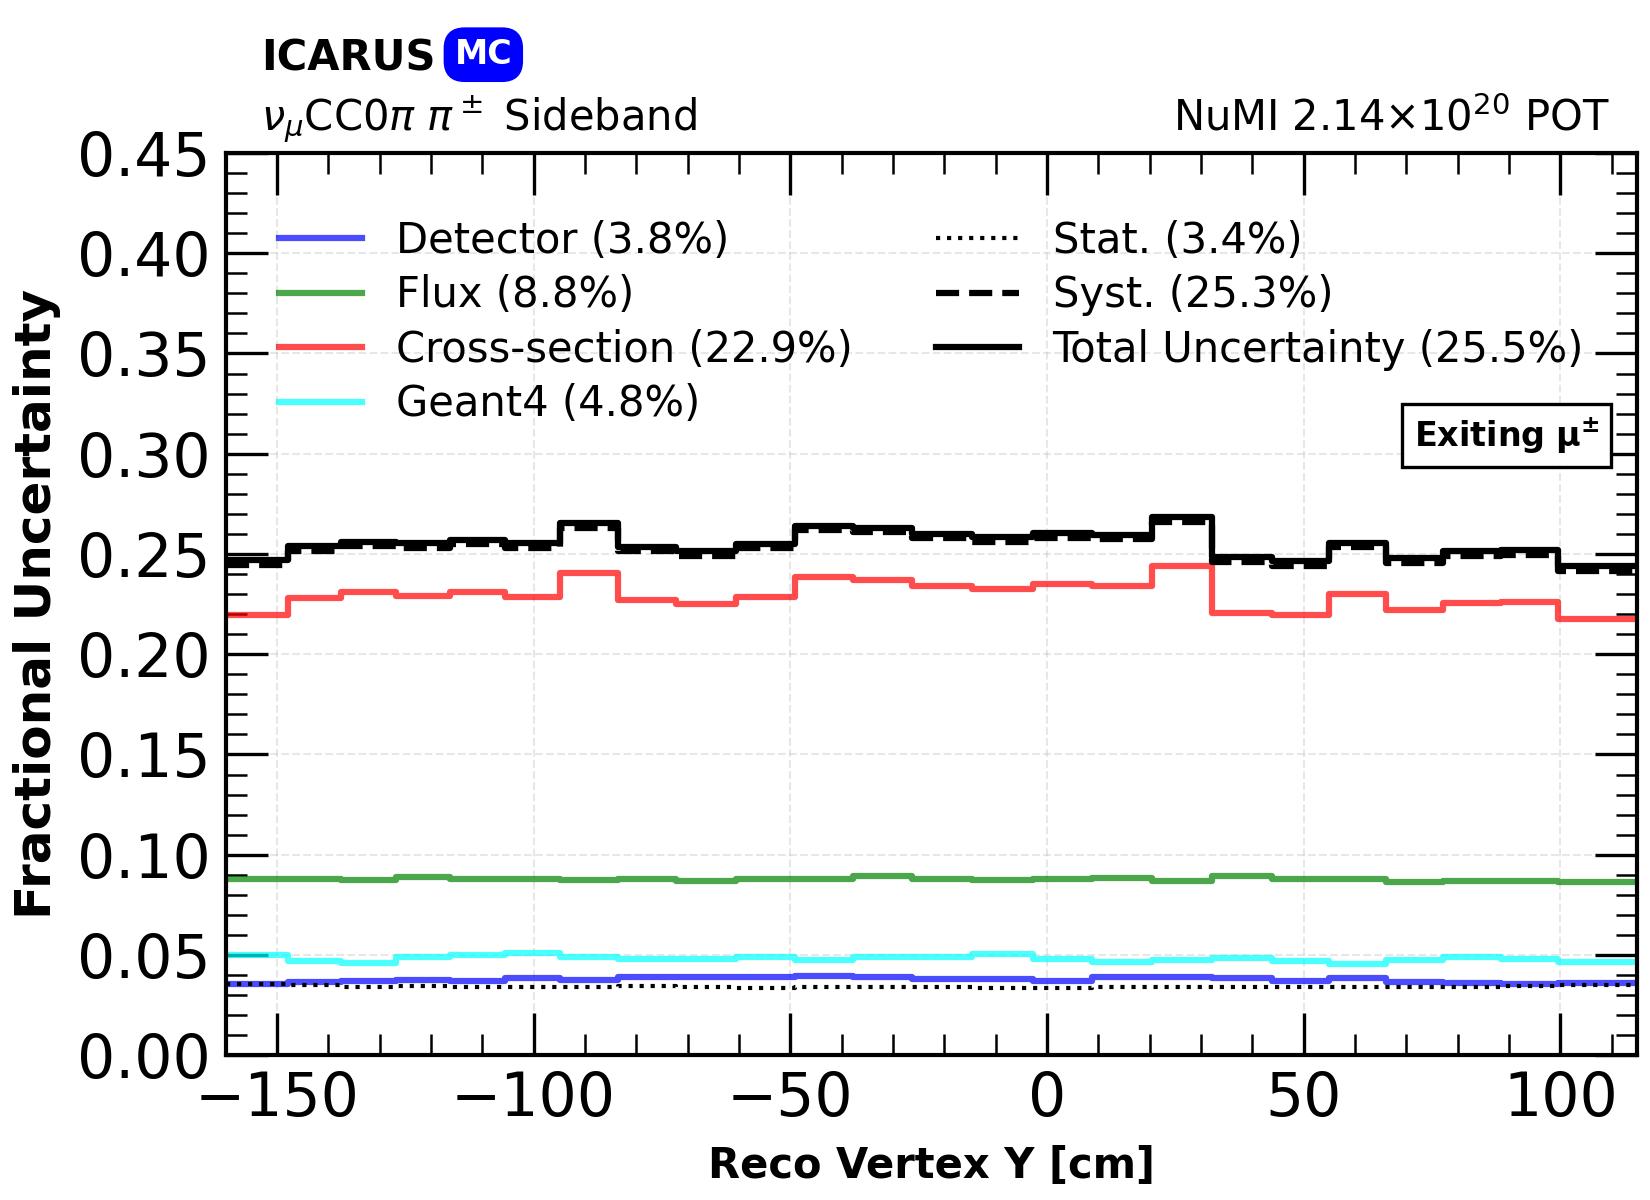 ICARUS MC
νμCC0π π± Sideband
NuMI 2.14×10²⁰ POT
0.45
0.40
0.35
0.30
0.25
0.20
0.15
0.10
0.05
0.00
Fractional Uncertainty
Detector (3.8%)
Flux (8.8%)
Cross-section (22.9%)
Geant4 (4.8%)
Stat. (3.4%)
Syst. (25.3%)
Total Uncertainty (25.5%)
Exiting μ±
−150 −100 −50 0 50 100
Reco Vertex Y [cm]